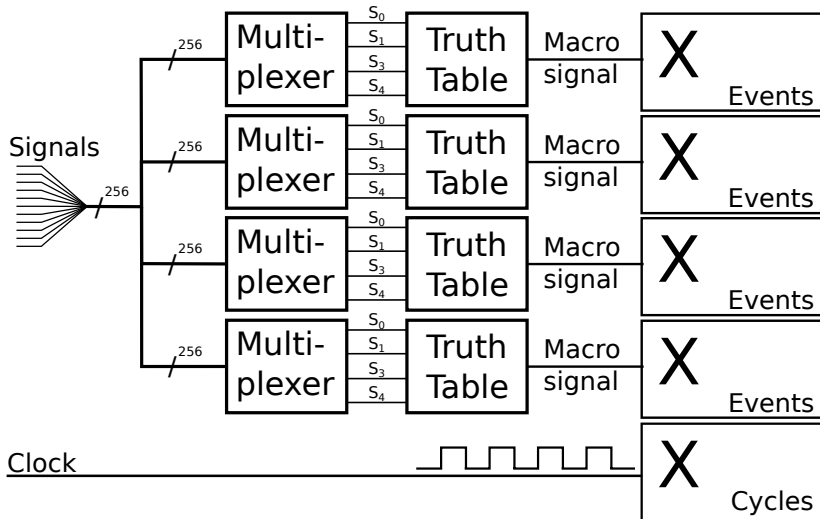 256
Multi-
plexer
S0
S1
S3
S4
Truth
Table
Macro
signal
X
Events
Signals
256
256
Multi-
plexer
S0
S1
S3
S4
Truth
Table
Macro
signal
X
Events
256
Multi-
plexer
S0
S1
S3
S4
Truth
Table
Macro
signal
X
Events
256
Multi-
plexer
S0
S1
S3
S4
Truth
Table
Macro
signal
X
Events
Clock
X
Cycles